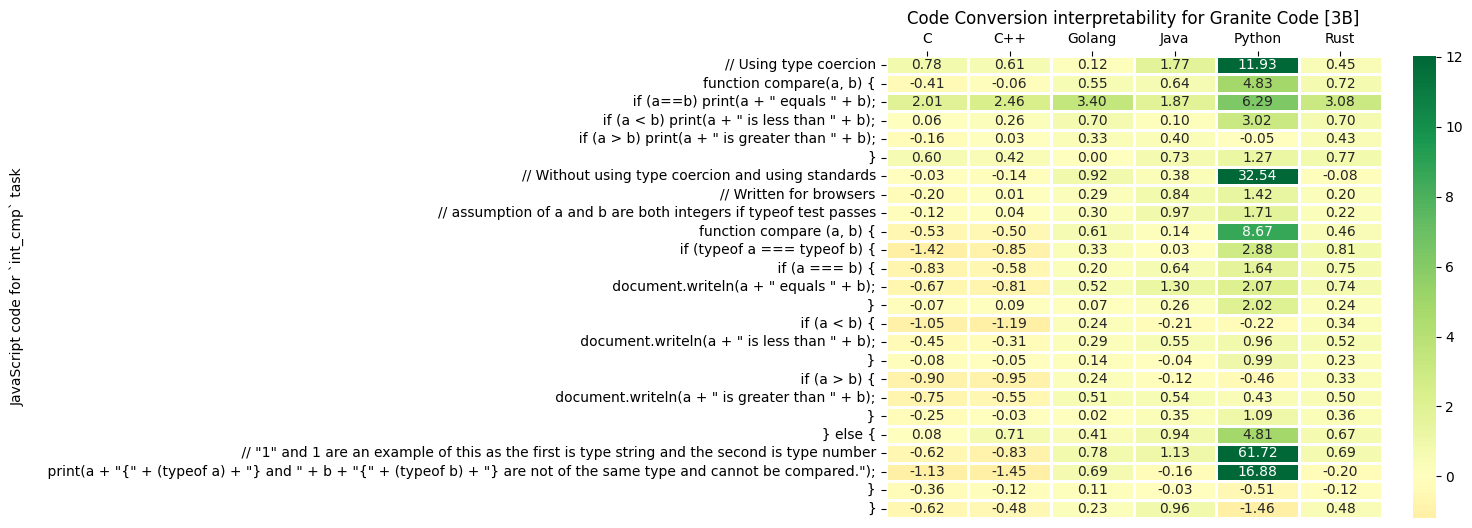 Code Conversion interpretability for Granite Code [3B]
C C++ Golang Java Python Rust
// Using type coercion 0.78 0.61 0.12 1.77 11.93 0.45
function compare(a, b) { -0.41 -0.06 0.55 0.64 4.83 0.72
if (a==b) print(a + " equals " + b); 2.01 2.46 3.40 1.87 6.29 3.08
if (a < b) print(a + " is less than " + b); 0.06 0.26 0.70 0.10 3.02 0.70
if (a > b) print(a + " is greater than " + b); -0.16 0.03 0.33 0.40 -0.05 0.43
} 0.60 0.42 0.00 0.73 1.27 0.77
// Without using type coercion and using standards -0.03 -0.14 0.92 0.38 32.54 -0.08
// Written for browsers -0.20 0.01 0.29 0.84 1.42 0.20
// assumption of a and b are both integers if typeof test passes -0.12 0.04 0.30 0.97 1.71 0.22
function compare (a, b) { -0.53 -0.50 0.61 0.14 8.67 0.46
if (typeof a === typeof b) { -1.42 -0.85 0.33 0.03 2.88 0.81
if (a === b) { -0.83 -0.58 0.20 0.64 1.64 0.75
document.writeln(a + " equals " + b); -0.67 -0.81 0.52 1.30 2.07 0.74
} -0.07 0.09 0.07 0.26 2.02 0.24
if (a < b) { -1.05 -1.19 0.24 -0.21 -0.22 0.34
document.writeln(a + " is less than " + b); -0.45 -0.31 0.29 0.55 0.96 0.52
} -0.08 -0.05 0.14 -0.04 0.99 0.23
if (a > b) { -0.90 -0.95 0.24 -0.12 -0.46 0.33
document.writeln(a + " is greater than " + b); -0.75 -0.55 0.51 0.54 0.43 0.50
} -0.25 -0.03 0.02 0.35 1.09 0.36
} else { 0.08 0.71 0.41 0.94 4.81 0.67
// "1" and 1 are an example of this as the first is type string and the second is type number -0.62 -0.83 0.78 1.13 61.72 0.69
print(a + "{" + (typeof a) + "} and " + b + "{" + (typeof b) + "} are not of the same type and cannot be compared."); -1.13 -1.45 0.69 -0.16 16.88 -0.20
} -0.36 -0.12 0.11 -0.03 -0.51 -0.12
} -0.62 -0.48 0.23 0.96 -1.46 0.48
JavaScript code for `int_cmp` task
12
10
8
6
4
2
0